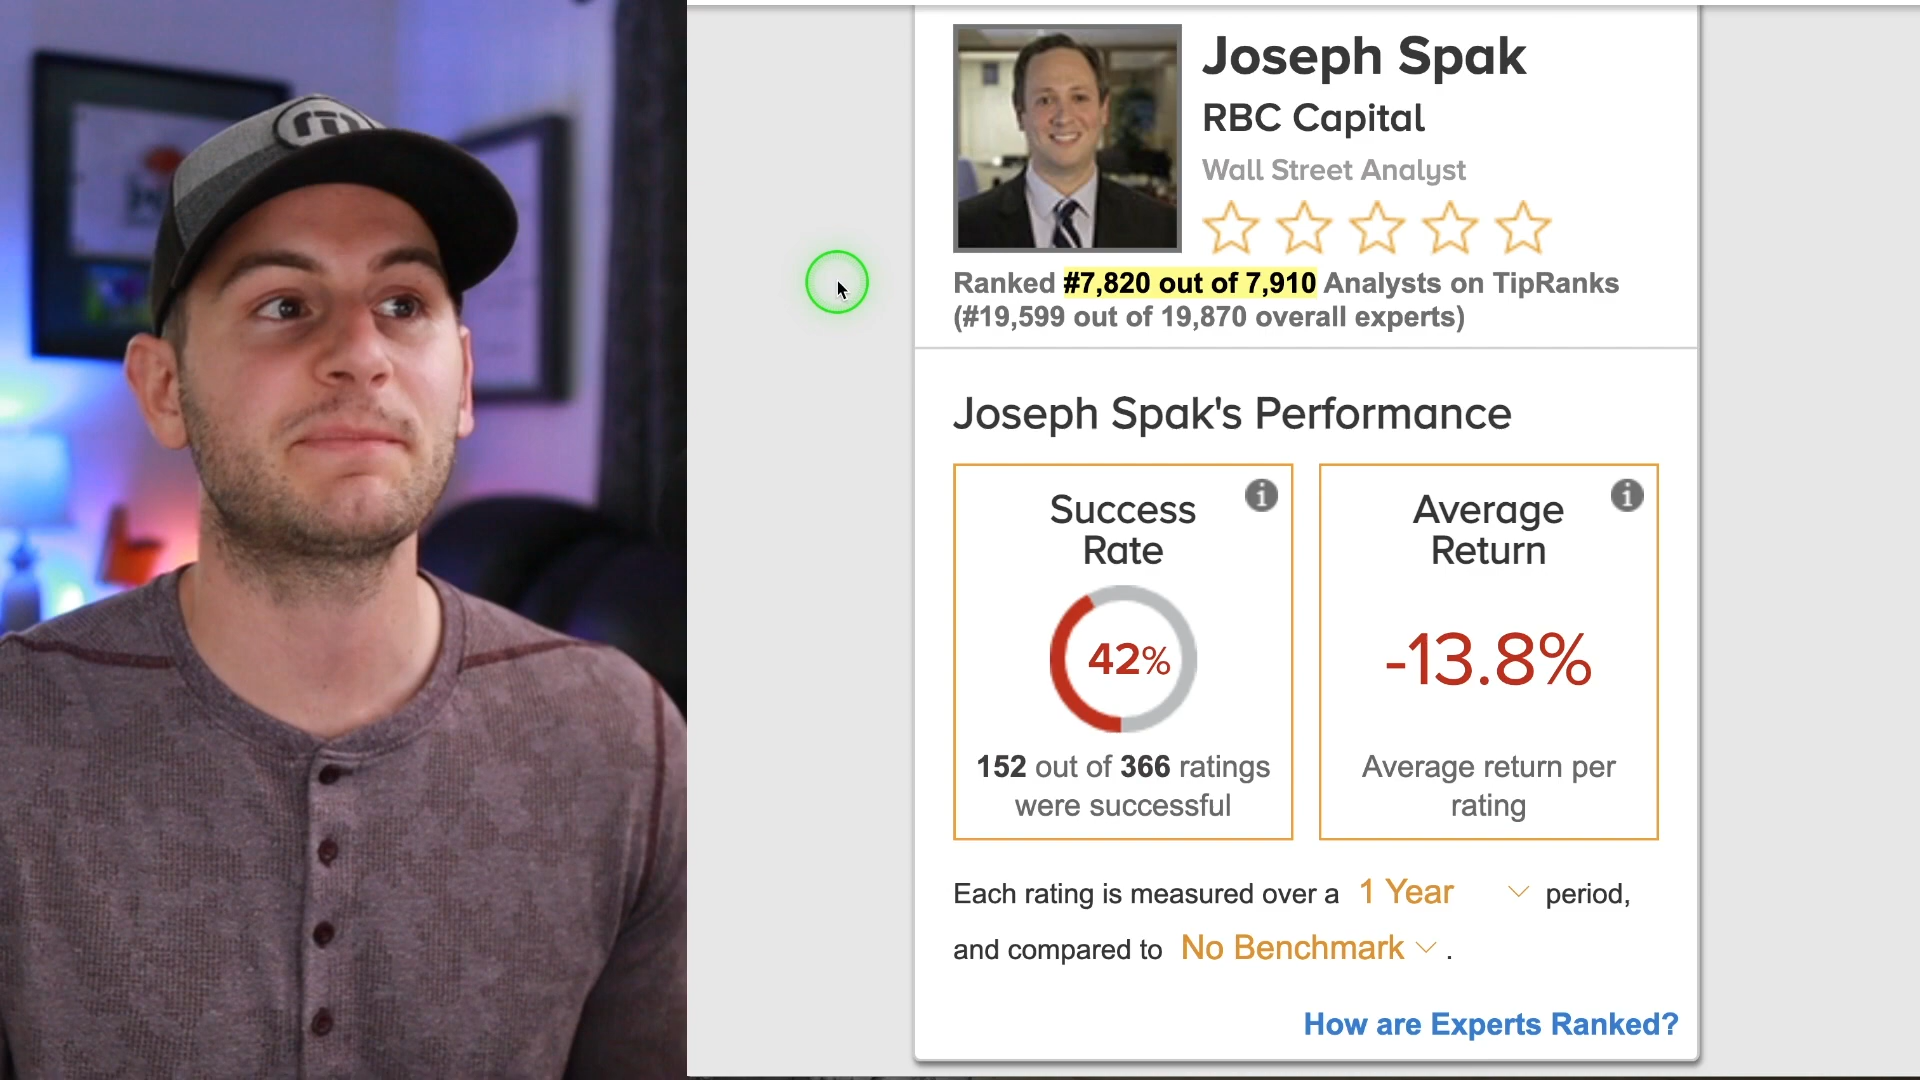 Joseph Spak
RBC Capital
Wall Street Analyst
Ranked #7,820 out of 7,910 Analysts on TipRanks
(#19,599 out of 19,870 overall experts)
Joseph Spak's Performance
Success
Rate
42%
152 out of 366 ratings
were successful
Average
Return
-13.8%
Average return per
rating
Each rating is measured over a 1 Year period,
and compared to No Benchmark .
How are Experts Ranked?